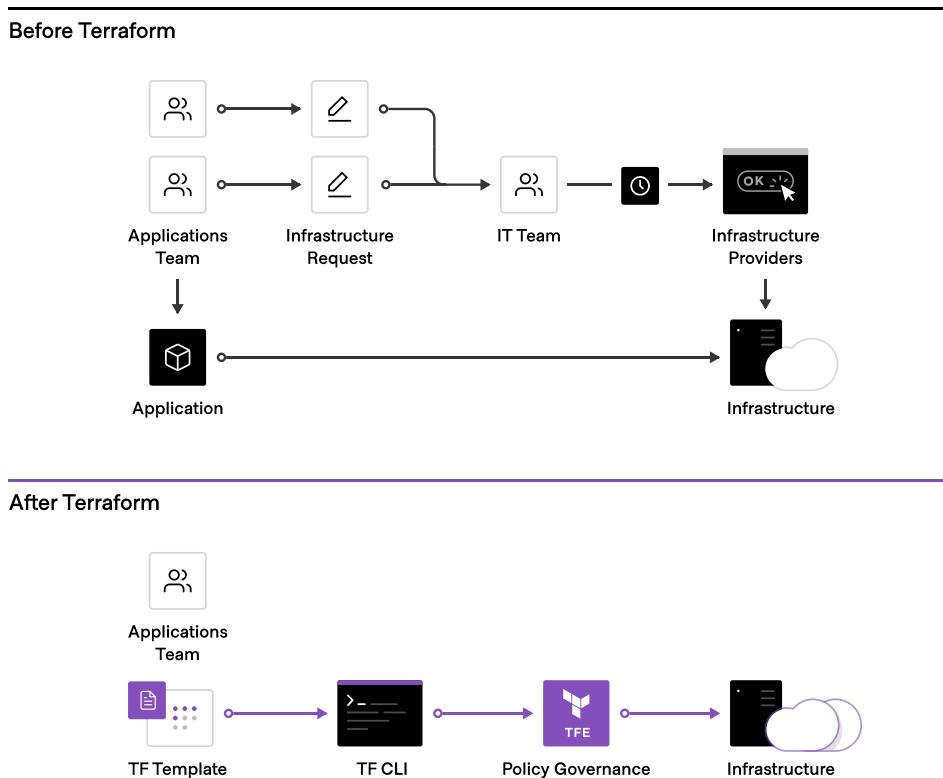 Before Terraform
OK
Applications
Team
Infrastructure
Request
IT Team
Infrastructure
Providers
Application
Infrastructure
After Terraform
Applications
Team
TFE
TF Template
TF CLI
Policy Governance
Infrastructure